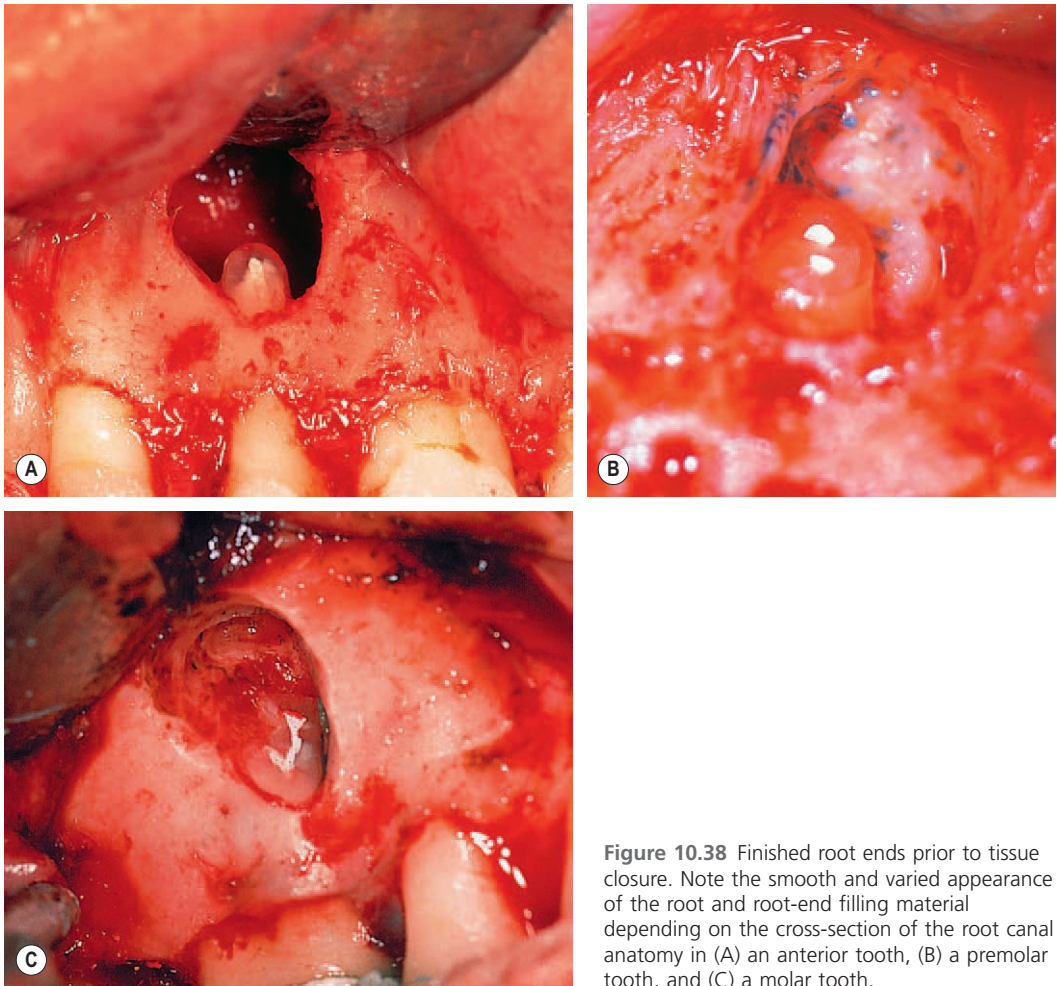 A
B
C
Figure 10.38 Finished root ends prior to tissue
closure. Note the smooth and varied appearance
of the root and root-end filling material
depending on the cross-section of the root canal
anatomy in (A) an anterior tooth, (B) a premolar
tooth, and (C) a molar tooth.